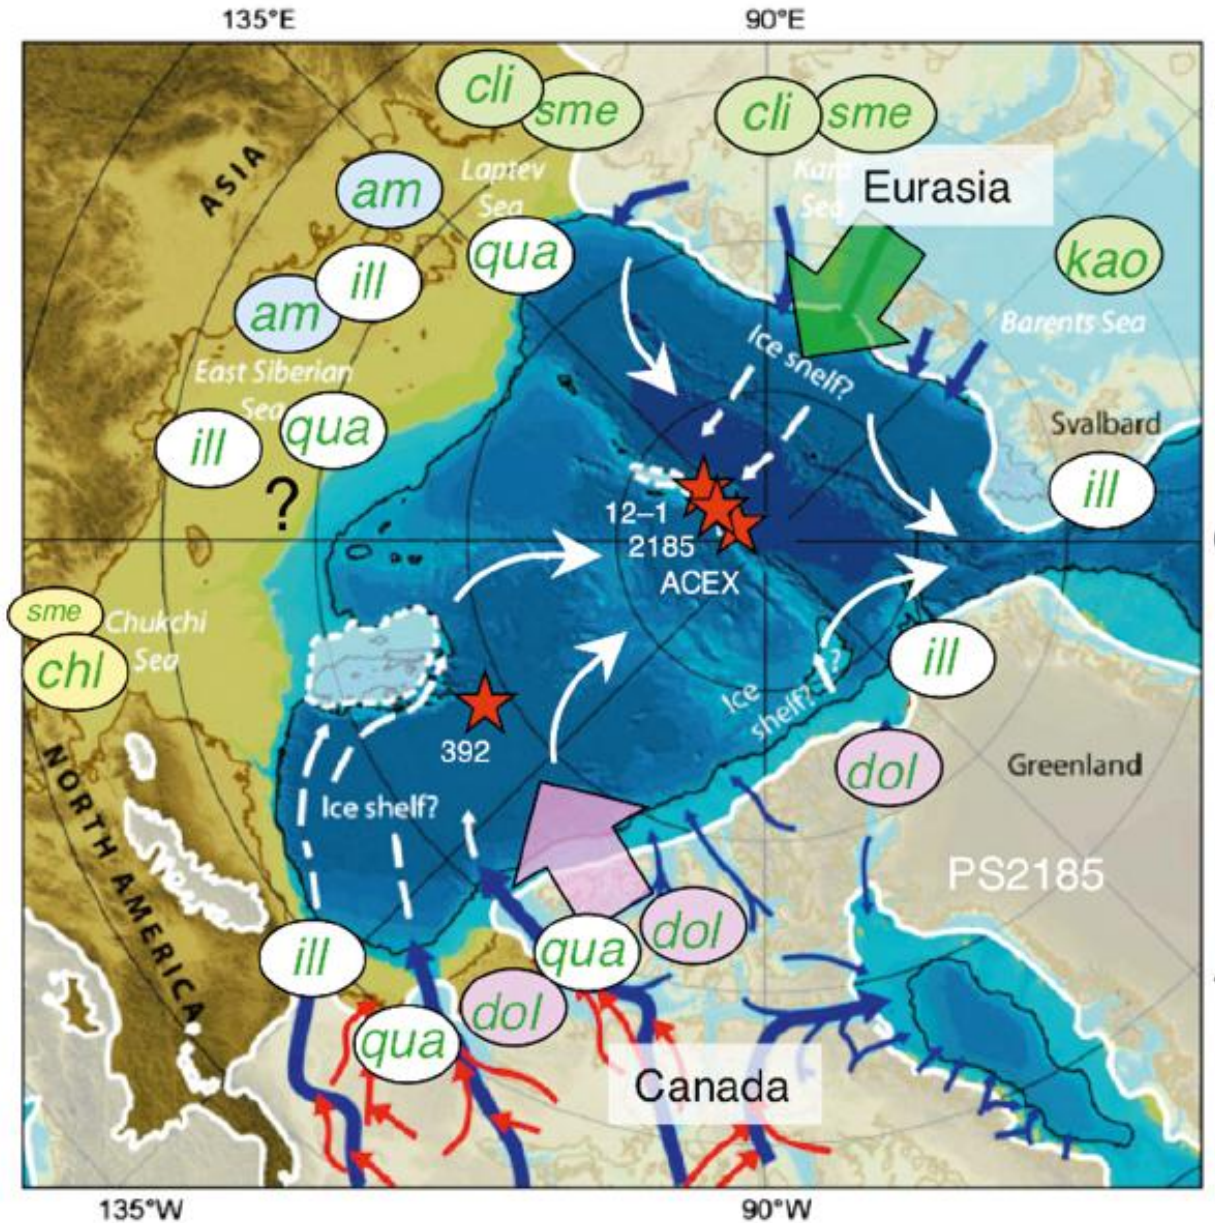 135°E
90°E
cli
sme
cli
sme
ASIA
Laptev
Sea
Kara
Sea
Eurasia
am
qua
kao
ill
am
Barents Sea
Ice shelf?
East Siberian
Sea
ill
qua
Svalbard
ill
?
12–1
2185
ACEX
sme
chl
Chukchi
Sea
ill
?
Ice
shelf?
392
dol
Greenland
NORTH AMERICA
Ice shelf?
PS2185
ill
qua
dol
dol
qua
Canada
135°W
90°W